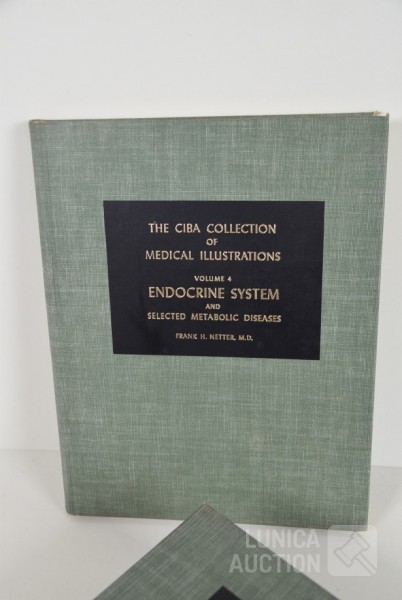 THE CIBA COLLECTION
OF
MEDICAL ILLUSTRATIONS
VOLUME 4
ENDOCRINE SYSTEM
AND
SELECTED METABOLIC DISEASES
FRANK H. NETTER, M.D.
LUNICA
AUCTION